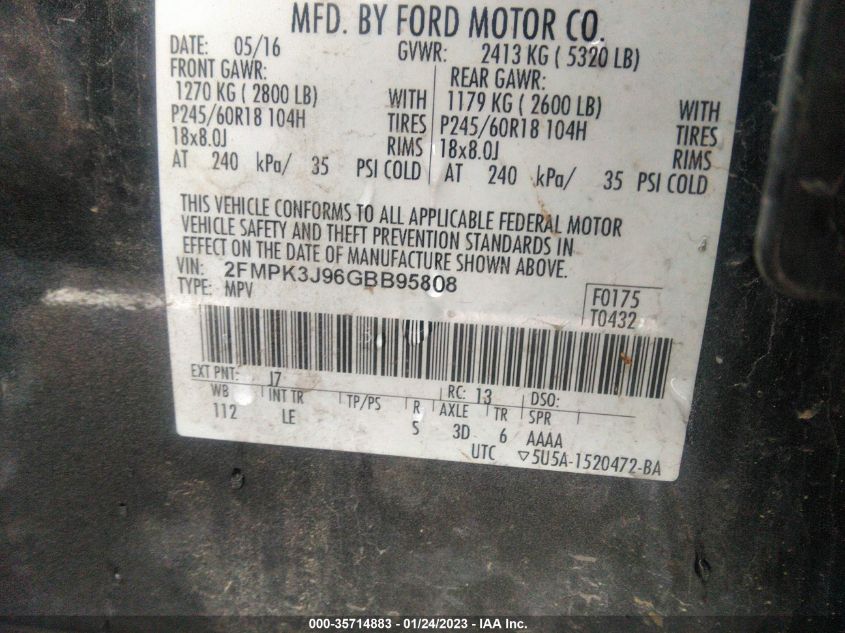 MFD. BY FORD MOTOR CO.
DATE: 05/16 GVWR: 2413 KG ( 5320 LB)
FRONT GAWR: REAR GAWR:
1270 KG ( 2800 LB) WITH 1179 KG ( 2600 LB) WITH
P245/60R18 104H TIRES P245/60R18 104H TIRES
18x8.0J RIMS 18x8.0J RIMS
AT 240 kPa/ 35 PSI COLD AT 240 kPa/ 35 PSI COLD
THIS VEHICLE CONFORMS TO ALL APPLICABLE FEDERAL MOTOR
VEHICLE SAFETY AND THEFT PREVENTION STANDARDS IN
EFFECT ON THE DATE OF MANUFACTURE SHOWN ABOVE.
VIN: 2FMPK3J96GBB95808
TYPE: MPV
F0175
T0432
EXT PNT: J7 RC: 13 DSO:
WB INT TR TP/PS R AXLE TR SPR
112 LE S 3D 6 AAAA
UTC ▽5U5A-1520472-BA
000-35714883 - 01/24/2023 - IAA Inc.